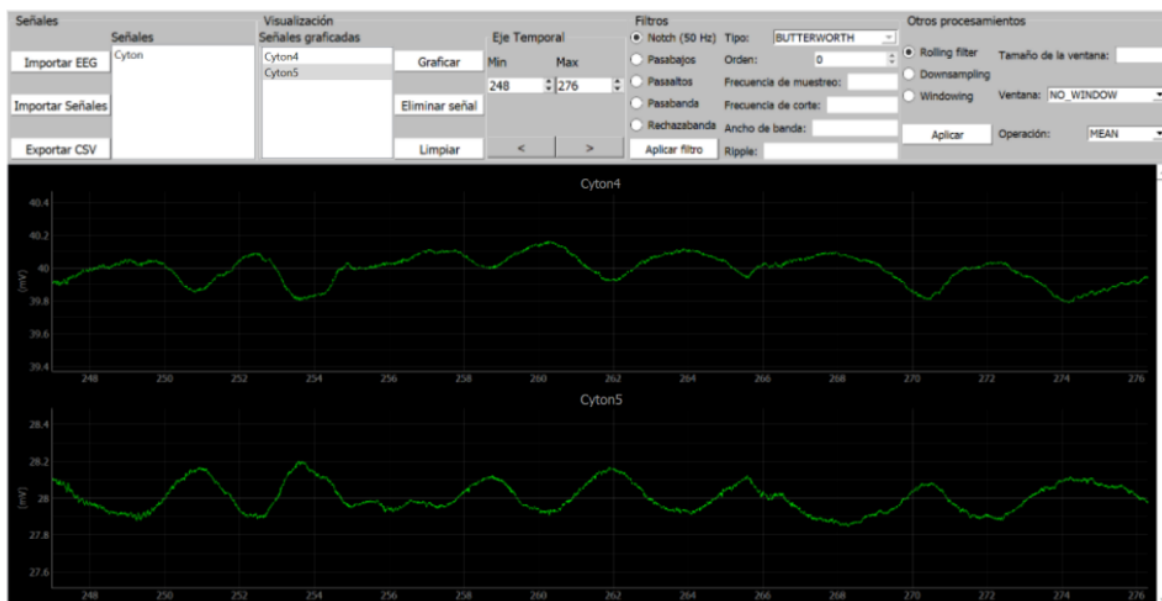 Señales
Señales
Importar EEG
Importar Señales
Exportar CSV
Cyton
Visualización
Señales graficadas
Cyton4
Cyton5
Graficar
Eliminar señal
Limpiar
Eje Temporal
Min Max
248 276
< >
Filtros
Notch (50 Hz)
Pasabajos
Pasaaltos
Pasabanda
Rechazabanda
Aplicar filtro
Tipo: BUTTERWORTH
Orden: 0
Frecuencia de muestreo:
Frecuencia de corte:
Ancho de banda:
Ripple:
Otros procesamientos
Rolling filter
Downsampling
Windowing
Aplicar
Tamaño de la ventana:
Ventana: NO_WINDOW
Operación: MEAN
Cyton4
(mV)
40.4
40.2
40
39.8
39.6
39.4
248 250 252 254 256 258 260 262 264 266 268 270 272 274 276
Cyton5
(mV)
28.4
28.2
28
27.8
27.6
248 250 252 254 256 258 260 262 264 266 268 270 272 274 276